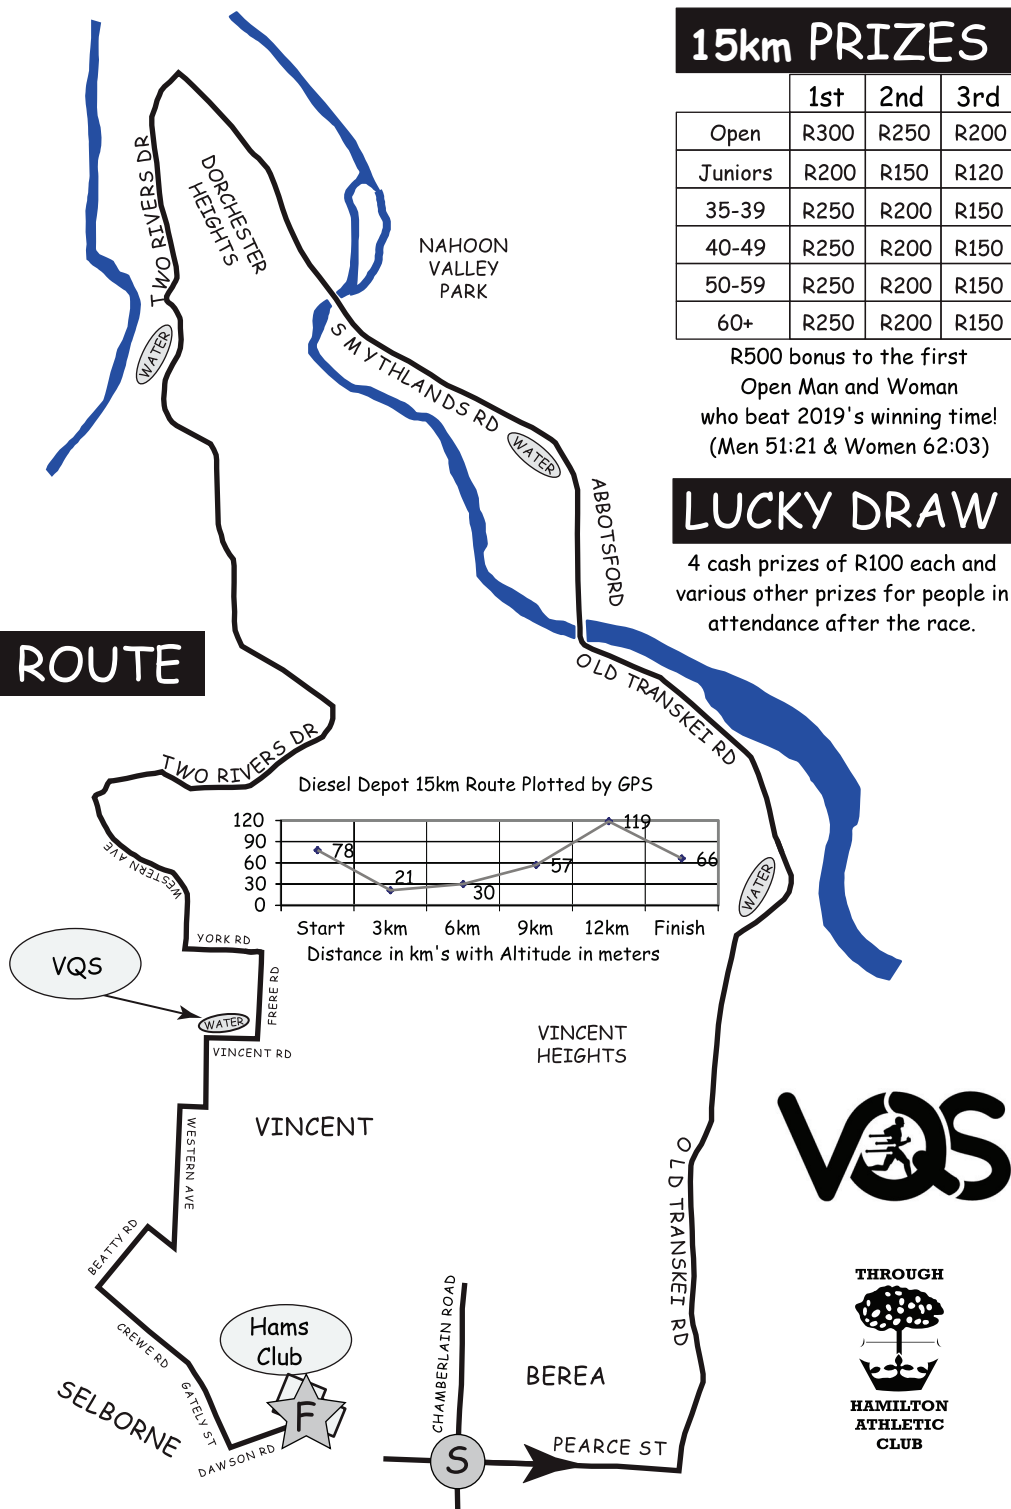 15km PRIZES
1st 2nd 3rd
Open R300 R250 R200
Juniors R200 R150 R120
35-39 R250 R200 R150
40-49 R250 R200 R150
50-59 R250 R200 R150
60+ R250 R200 R150
R500 bonus to the first
Open Man and Woman
who beat 2019's winning time!
(Men 51:21 & Women 62:03)
LUCKY DRAW
4 cash prizes of R100 each and
various other prizes for people in
attendance after the race.
TWO RIVERS DR
DORCHESTER
HEIGHTS
NAHOON
VALLEY
PARK
WATER
SMYTHLANDS RD
WATER
ABBOTSFORD
ROUTE
OLD TRANSKEI RD
TWO RIVERS DR
Diesel Depot 15km Route Plotted by GPS
120
90
60
30
0
78
21
30
57
119
66
Start 3km 6km 9km 12km Finish
Distance in km's with Altitude in meters
WATER
WESTERN AVE
YORK RD
VQS
FRERE RD
WATER
VINCENT RD
VINCENT
HEIGHTS
VINCENT
WESTERN AVE
OLD TRANSKEI RD
VQS
BEATTY RD
CREWE RD
Hams
Club
CHAMBERLAIN ROAD
BEREA
THROUGH
HAMILTON
ATHLETIC
CLUB
SELBORNE
GATELY ST
F
DAWSON RD
S
PEARCE ST